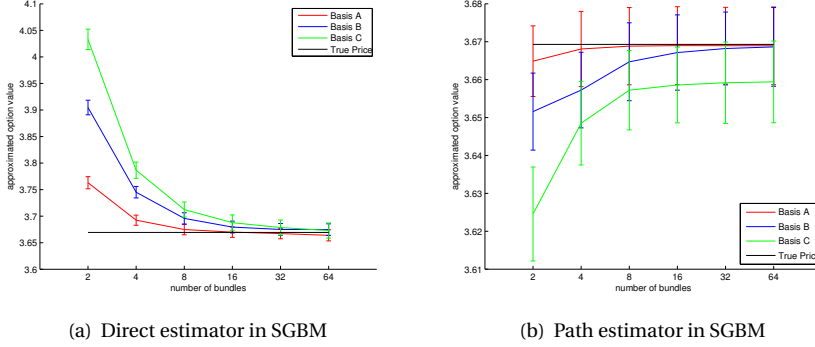 4.1
4.05
4
3.95
3.9
3.85
3.8
3.75
3.7
3.65
3.6
approximated option value
2 4 8 16 32 64
number of bundles
Basis A
Basis B
Basis C
True Price
(a) Direct estimator in SGBM
3.68
3.67
3.66
3.65
3.64
3.63
3.62
3.61
approximated option value
2 4 8 16 32 64
number of bundles
Basis A
Basis B
Basis C
True Price
(b) Path estimator in SGBM